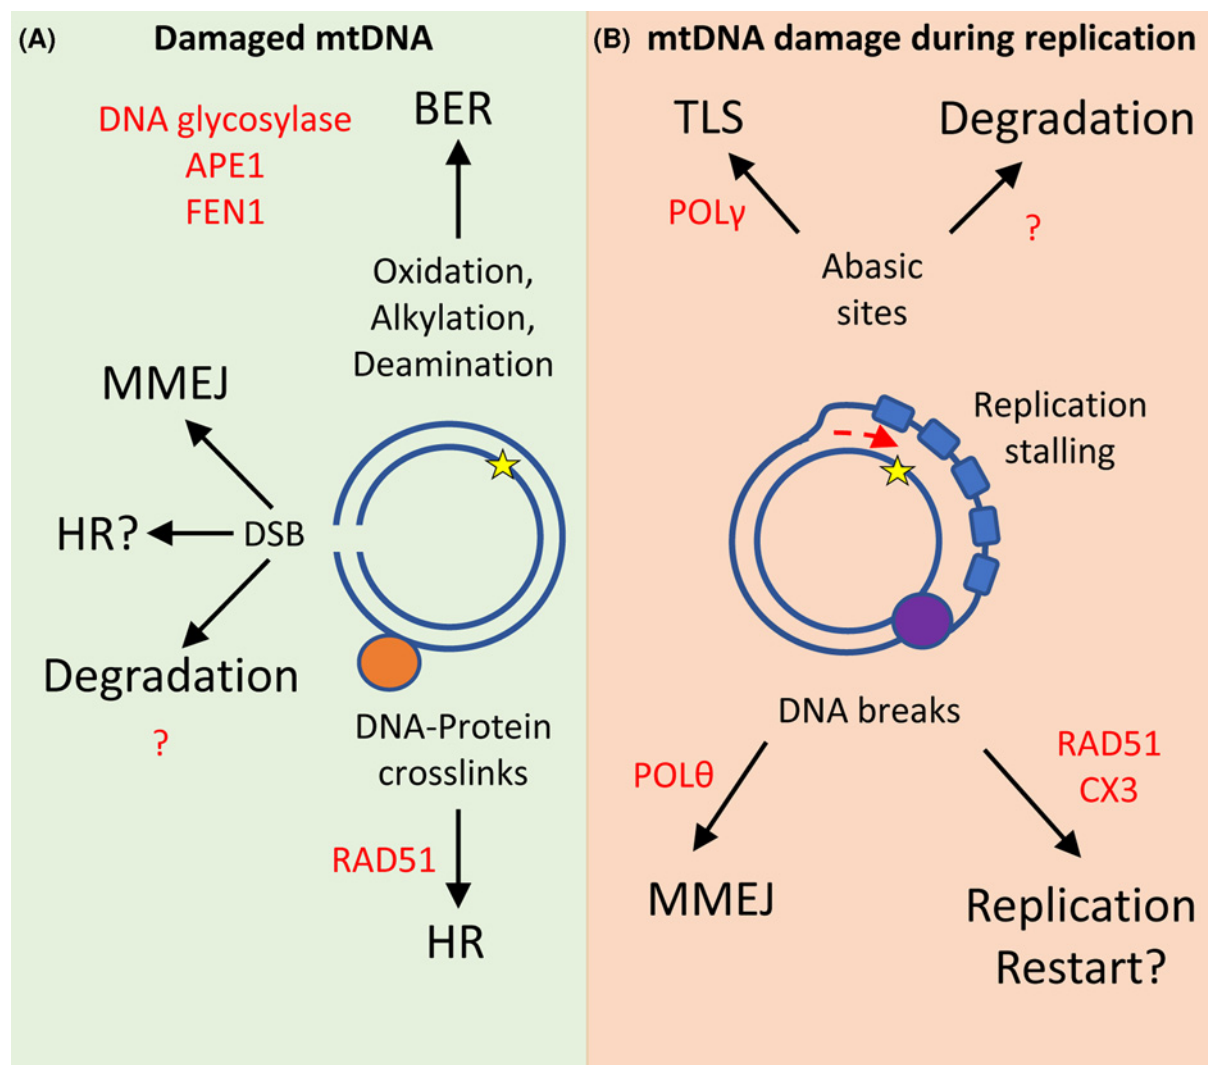 (A) Damaged mtDNA
DNA glycosylase
APE1
FEN1
BER
Oxidation,
Alkylation,
Deamination
MMEJ
HR?
DSB
Degradation
?
DNA-Protein
crosslinks
RAD51
HR
(B) mtDNA damage during replication
TLS
Degradation
POLγ
?
Abasic
sites
Replication
stalling
DNA breaks
POLθ
RAD51
CX3
MMEJ
Replication
Restart?